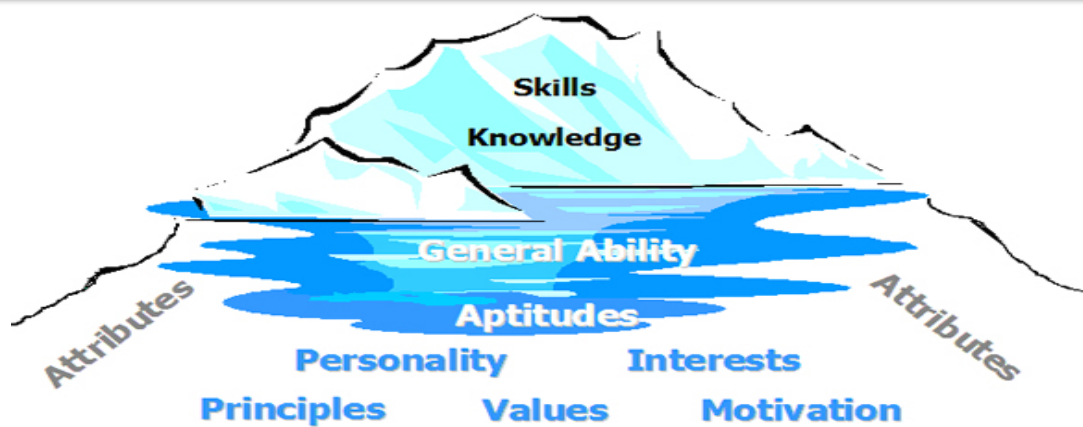 Skills
Knowledge
General Ability
Aptitudes
Attributes
Attributes
Personality Interests
Principles Values Motivation